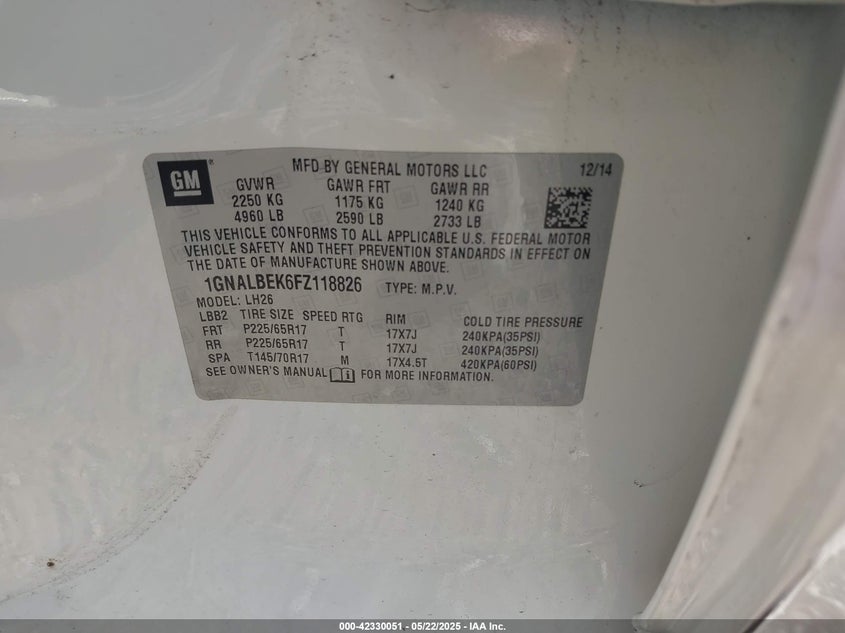 GM ®
MFD BY GENERAL MOTORS LLC 12/14
GVWR GAWR FRT GAWR RR
2250 KG 1175 KG 1240 KG
4960 LB 2590 LB 2733 LB
THIS VEHICLE CONFORMS TO ALL APPLICABLE U.S. FEDERAL MOTOR
VEHICLE SAFETY AND THEFT PREVENTION STANDARDS IN EFFECT ON
THE DATE OF MANUFACTURE SHOWN ABOVE.
1GNALBEK6FZ118826 TYPE: M.P.V.
MODEL: LH26
LBB2 TIRE SIZE SPEED RTG RIM COLD TIRE PRESSURE
FRT P225/65R17 T 17X7J 240KPA(35PSI)
RR P225/65R17 T 17X7J 240KPA(35PSI)
SPA T145/70R17 M 17X4.5T 420KPA(60PSI)
SEE OWNER'S MANUAL FOR MORE INFORMATION.
000-42330051 — 05/22/2025 — IAA Inc.